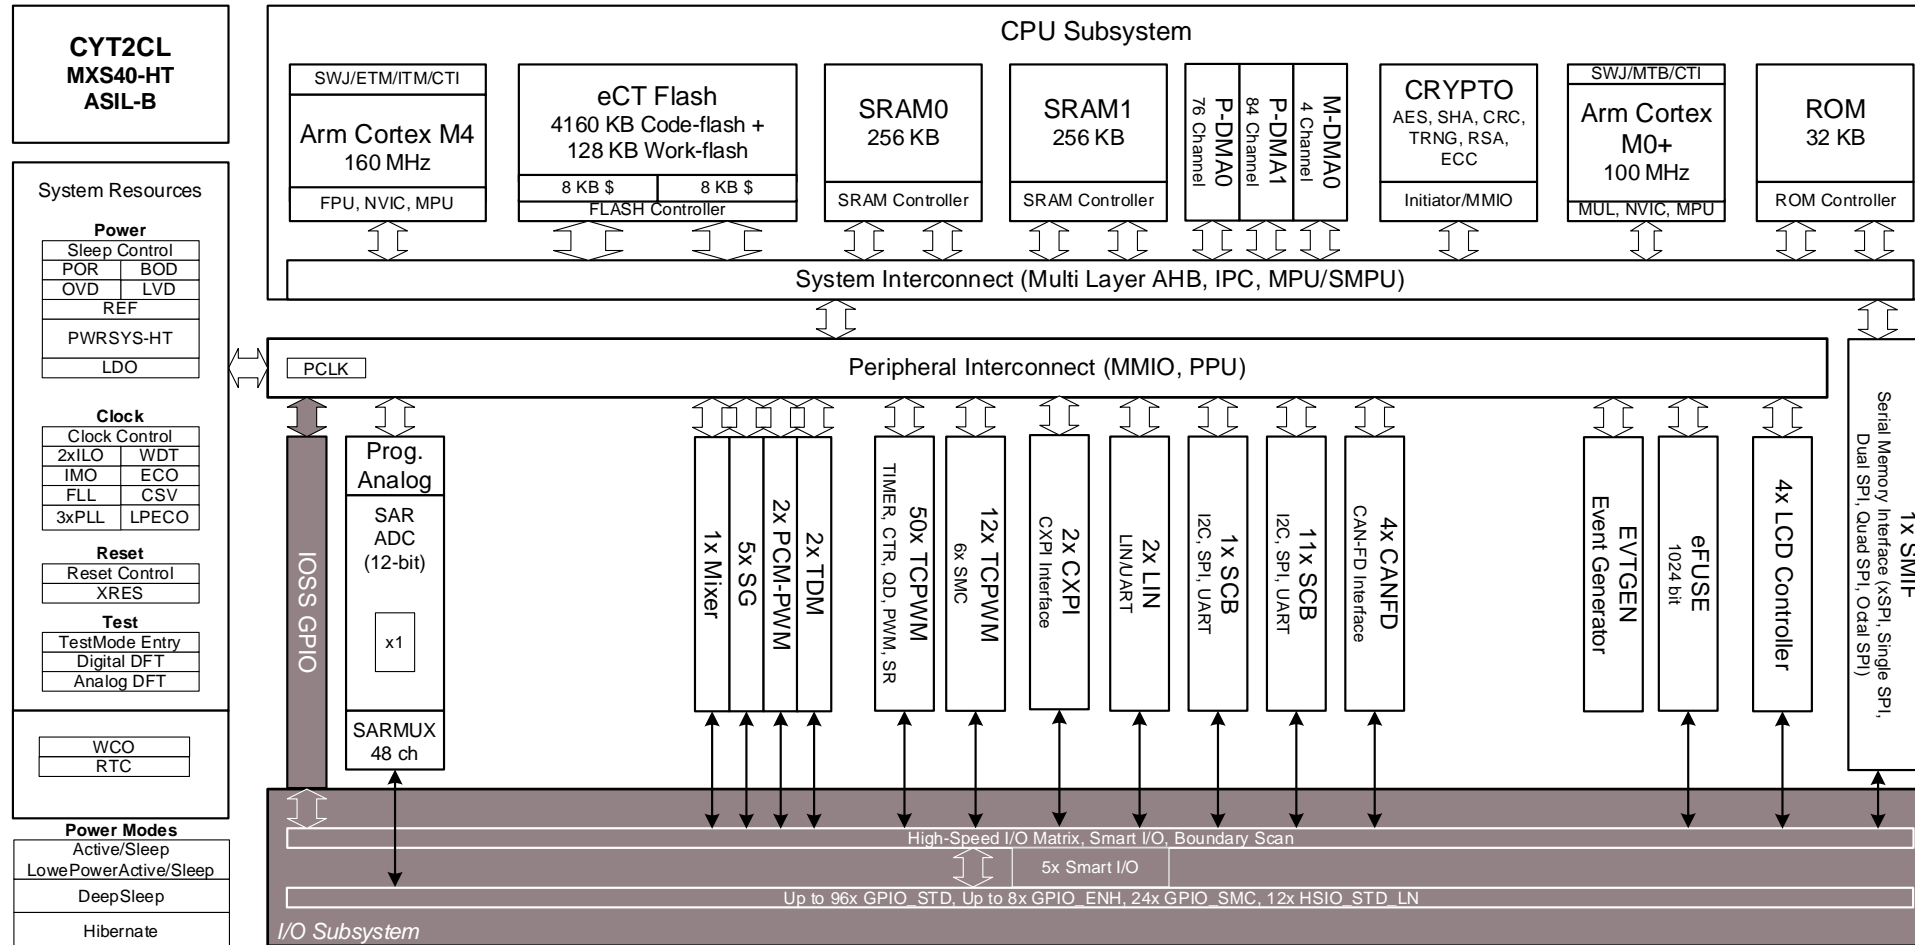 CYT2CL
MXS40-HT
ASIL-B
System Resources
Power
Sleep Control
POR BOD
OVD LVD
REF
PWRSYS-HT
LDO
Clock
Clock Control
2xILO WDT
IMO ECO
FLL CSV
3xPLL LPECO
Reset
Reset Control
XRES
Test
TestMode Entry
Digital DFT
Analog DFT
WCO
RTC
Power Modes
Active/Sleep
LowePowerActive/Sleep
DeepSleep
Hibernate
CPU Subsystem
SWJ/ETM/ITM/CTI
Arm Cortex M4
160 MHz
FPU, NVIC, MPU
eCT Flash
4160 KB Code-flash +
128 KB Work-flash
8 KB $ 8 KB $
FLASH Controller
SRAM0
256 KB
SRAM Controller
SRAM1
256 KB
SRAM Controller
P-DMA0
76 Channel
P-DMA1
84 Channel
M-DMA0
4 Channel
CRYPTO
AES, SHA, CRC,
TRNG, RSA,
ECC
Initiator/MMIO
SWJ/MTB/CTI
Arm Cortex
M0+
100 MHz
MUL, NVIC, MPU
ROM
32 KB
ROM Controller
System Interconnect (Multi Layer AHB, IPC, MPU/SMPU)
PCLK
Peripheral Interconnect (MMIO, PPU)
IOSS GPIO
Prog.
Analog
SAR
ADC
(12-bit)
x1
SARMUX
48 ch
1x Mixer
5x SG
2x PCM-PWM
2x TDM
50x TCPWM
TIMER, CTR, QD, PWM, SR
12x TCPWM
6x SMC
2x CXPI
CXPI Interface
2x LIN
LIN/UART
1x SCB
I2C, SPI, UART
11x SCB
I2C, SPI, UART
4x CANFD
CAN-FD Interface
EVTGEN
Event Generator
eFUSE
1024 bit
4x LCD Controller
1x SMIF
Serial Memory Interface (xSPI, Single SPI,
Dual SPI, Quad SPI, Octal SPI)
High-Speed I/O Matrix, Smart I/O, Boundary Scan
5x Smart I/O
Up to 96x GPIO_STD, Up to 8x GPIO_ENH, 24x GPIO_SMC, 12x HSIO_STD_LN
I/O Subsystem